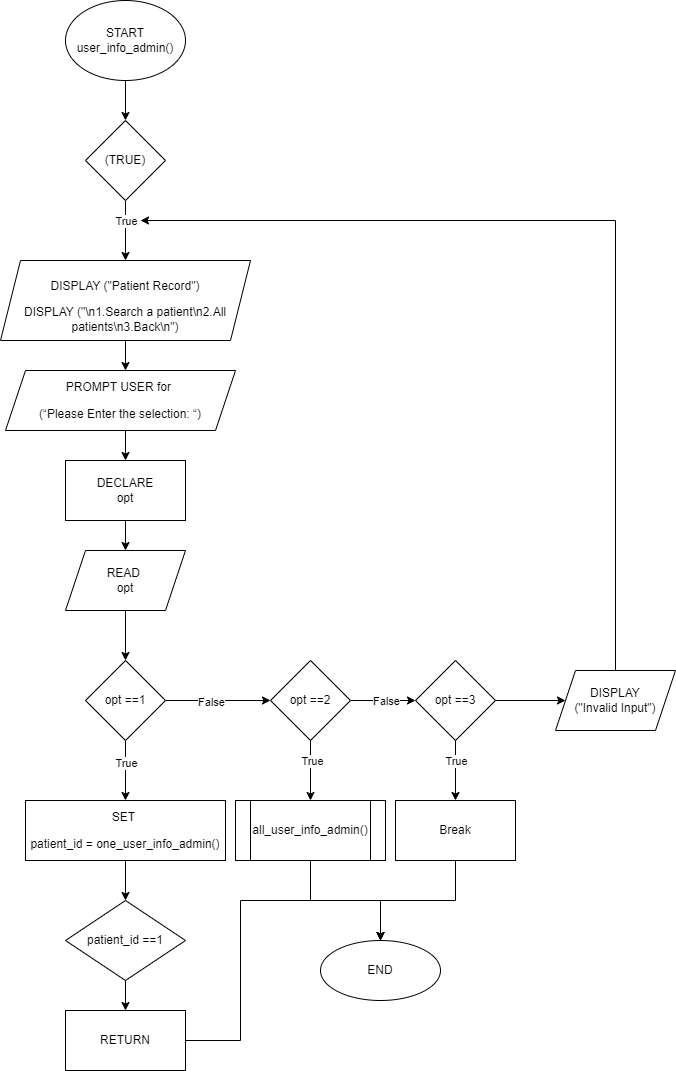 START
user_info_admin()
(TRUE)
True
DISPLAY ("Patient Record")
DISPLAY ("\n1.Search a patient\n2.All
patients\n3.Back\n")
PROMPT USER for
(“Please Enter the selection: “)
DECLARE
opt
READ
opt
opt ==1
False
opt ==2
False
opt ==3
DISPLAY
("Invalid Input")
True
True
True
SET
patient_id = one_user_info_admin()
all_user_info_admin()
Break
patient_id ==1
END
RETURN